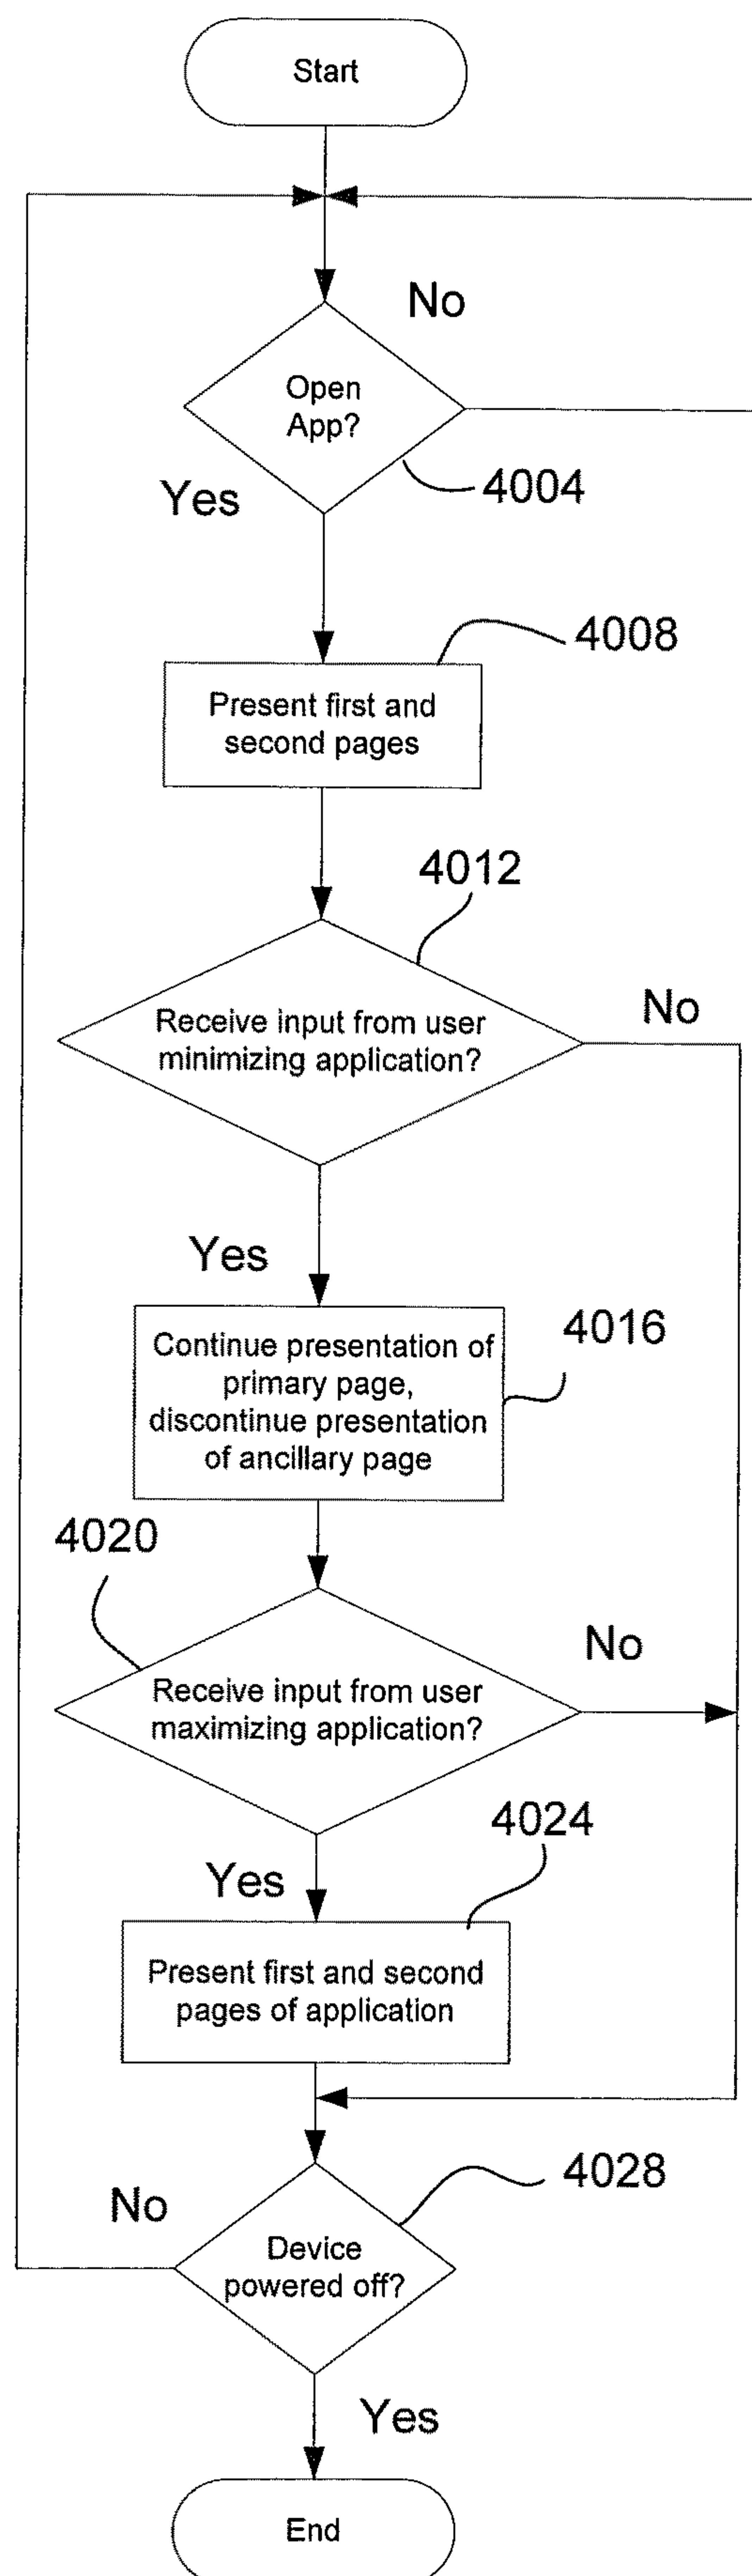 Start
No
Open
App?
Yes
4004
4008
Present first and
second pages
4012
No
Receive input from user
minimizing application?
Yes
4016
Continue presentation of
primary page,
discontinue presentation
of ancillary page
4020
No
Receive input from user
maximizing application?
4024
Yes
Present first and second
pages of application
4028
No
Device
powered off?
Yes
End